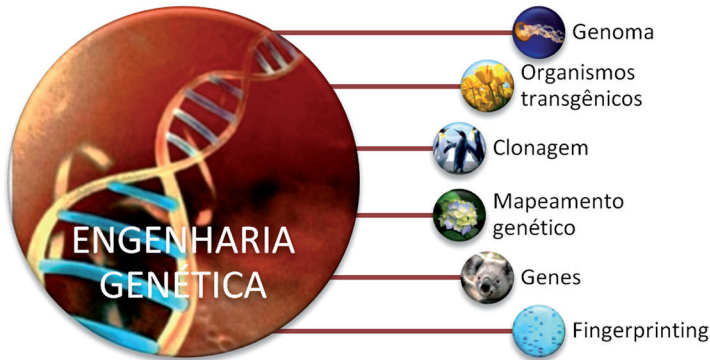 ENGENHARIA
GENÉTICA
Genoma
Organismos
transgênicos
Clonagem
Mapeamento
genético
Genes
Fingerprinting